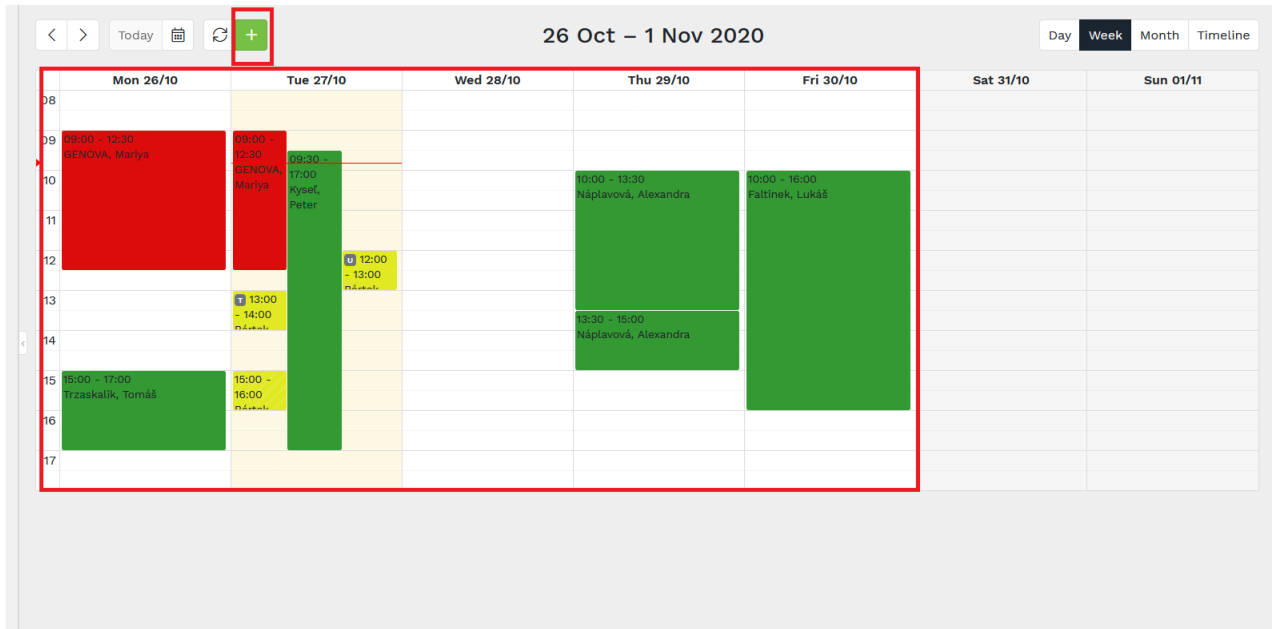 Today
+
26 Oct – 1 Nov 2020
Day Week Month Timeline
Mon 26/10 Tue 27/10 Wed 28/10 Thu 29/10 Fri 30/10 Sat 31/10 Sun 01/11
08
09
10
11
12
13
14
15
16
17
09:00 - 12:30
GENOVA, Mariya
15:00 - 17:00
Trzaskalik, Tomáš
09:00 -
12:30
GENOVA,
Mariya
09:30 -
17:00
Kyseľ,
Peter
U 12:00
- 13:00
Bártek,
T 13:00
- 14:00
Bártek,
15:00 -
16:00
Bártek,
10:00 - 13:30
Náplavová, Alexandra
13:30 - 15:00
Náplavová, Alexandra
10:00 - 16:00
Faltinek, Lukáš